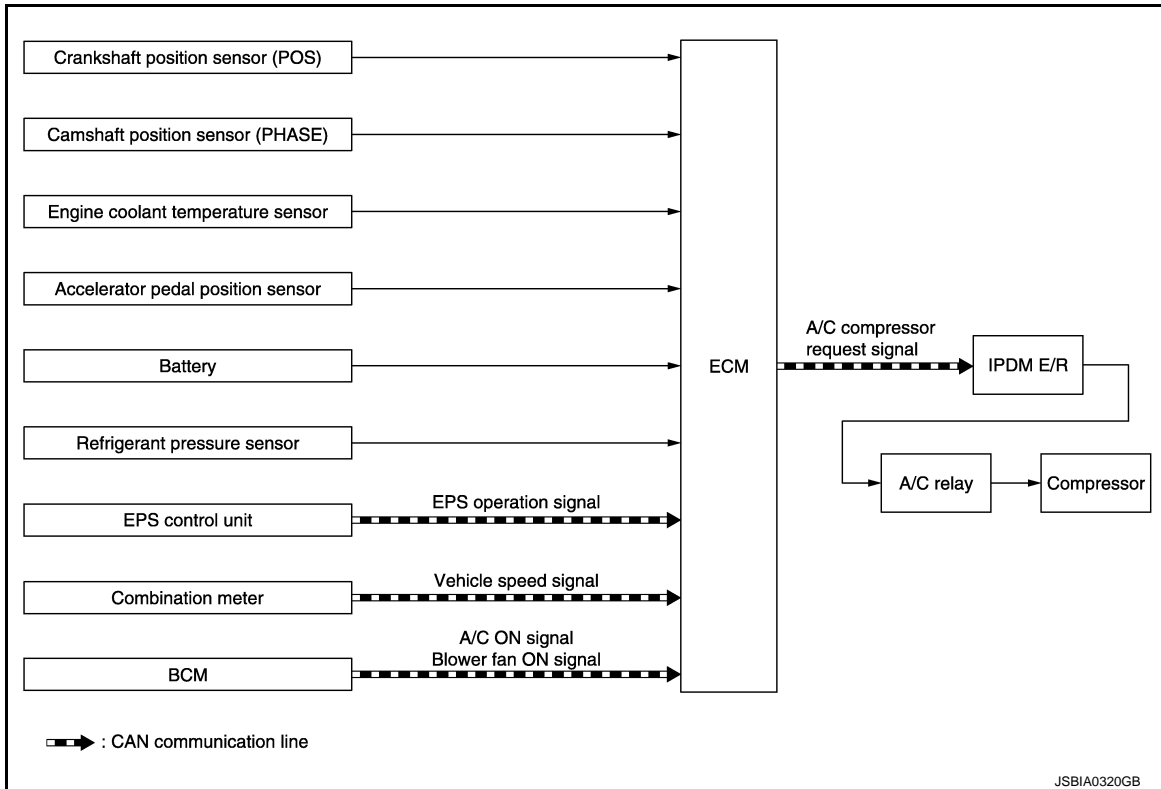 Crankshaft position sensor (POS)
Camshaft position sensor (PHASE)
Engine coolant temperature sensor
Accelerator pedal position sensor
Battery
Refrigerant pressure sensor
EPS control unit
Combination meter
BCM
EPS operation signal
Vehicle speed signal
A/C ON signal
Blower fan ON signal
ECM
A/C compressor
request signal
IPDM E/R
A/C relay
Compressor
: CAN communication line
JSBIA0320GB